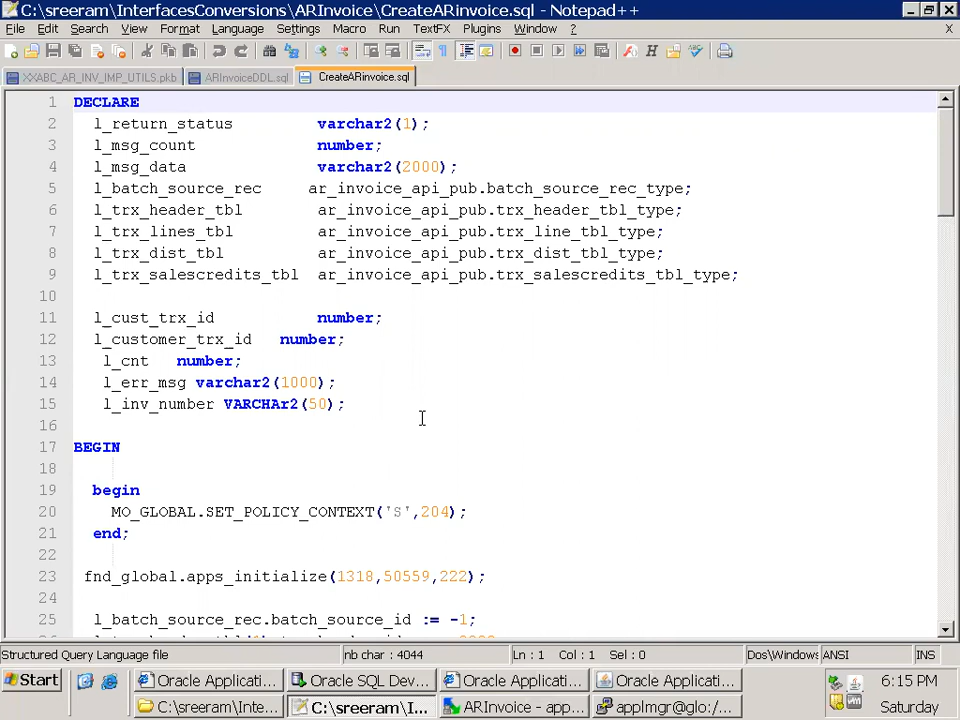 C:\sreeram\InterfacesConversions\ARInvoice\CreateARinvoice.sql - Notepad++
File Edit Search View Format Language Settings Macro Run TextFX Plugins Window ? X
XXABC_AR_INV_IMP_UTILS.pkb ARInvoiceDDL.sql CreateARinvoice.sql
1 DECLARE
2 l_return_status varchar2(1);
3 l_msg_count number;
4 l_msg_data varchar2(2000);
5 l_batch_source_rec ar_invoice_api_pub.batch_source_rec_type;
6 l_trx_header_tbl ar_invoice_api_pub.trx_header_tbl_type;
7 l_trx_lines_tbl ar_invoice_api_pub.trx_line_tbl_type;
8 l_trx_dist_tbl ar_invoice_api_pub.trx_dist_tbl_type;
9 l_trx_salescredits_tbl ar_invoice_api_pub.trx_salescredits_tbl_type;
10
11 l_cust_trx_id number;
12 l_customer_trx_id number;
13 l_cnt number;
14 l_err_msg varchar2(1000);
15 l_inv_number VARCHAr2(50);
16
17 BEGIN
18
19 begin
20 MO_GLOBAL.SET_POLICY_CONTEXT('S',204);
21 end;
22
23 fnd_global.apps_initialize(1318,50559,222);
24
25 l_batch_source_rec.batch_source_id := -1;
Structured Query Language file nb char : 4044 Ln : 1 Col : 1 Sel : 0 Dos\Windows ANSI INS
Start Oracle Applicati... Oracle SQL Dev... Oracle Applicati... Oracle Applicati... 6:15 PM
C:\sreeram\Inte... C:\sreeram\I... ARInvoice - app... applmgr@glo:/... Saturday